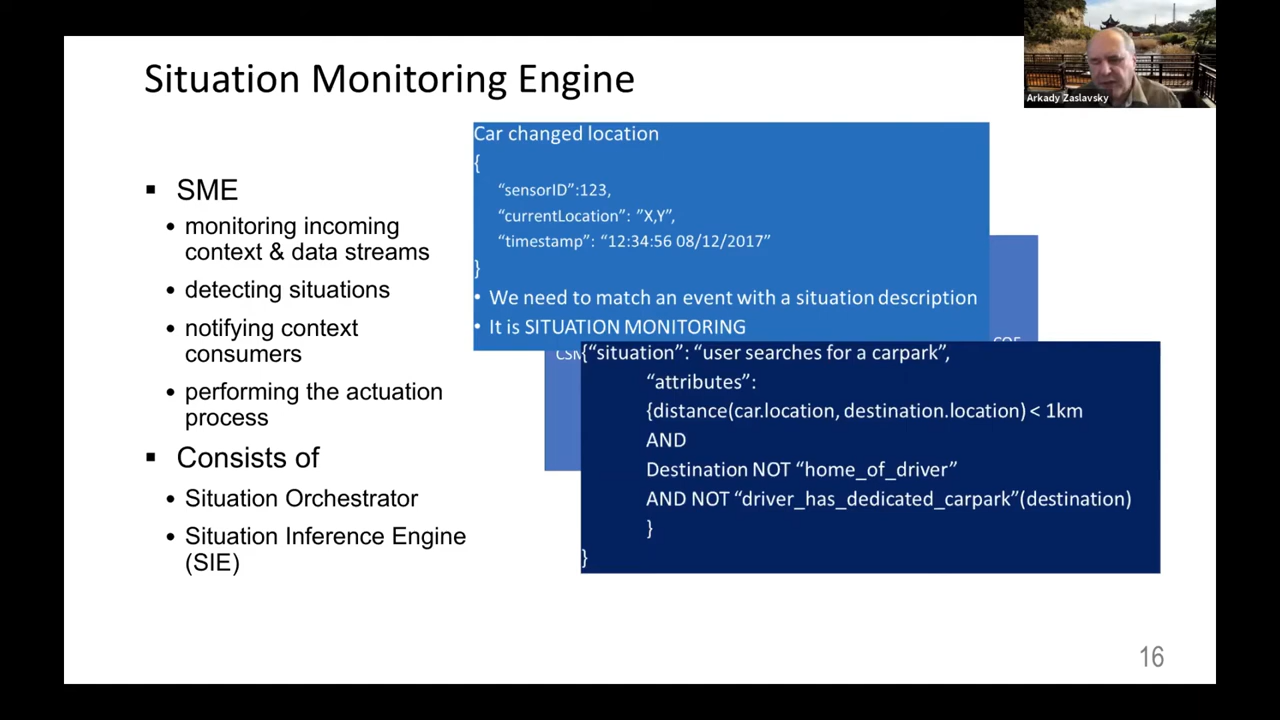 Situation Monitoring Engine
Arkady Zaslavsky
▪ SME
• monitoring incoming
context & data streams
• detecting situations
• notifying context
consumers
• performing the actuation
process
▪ Consists of
• Situation Orchestrator
• Situation Inference Engine
(SIE)
Car changed location
{
“sensorID”:123,
“currentLocation”: ”X,Y”,
“timestamp”: “12:34:56 08/12/2017”
}
• We need to match an event with a situation description
• It is SITUATION MONITORING
{“situation”: “user searches for a carpark”,
“attributes”:
{distance(car.location, destination.location) < 1km
AND
Destination NOT “home_of_driver”
AND NOT “driver_has_dedicated_carpark”(destination)
}
}
16